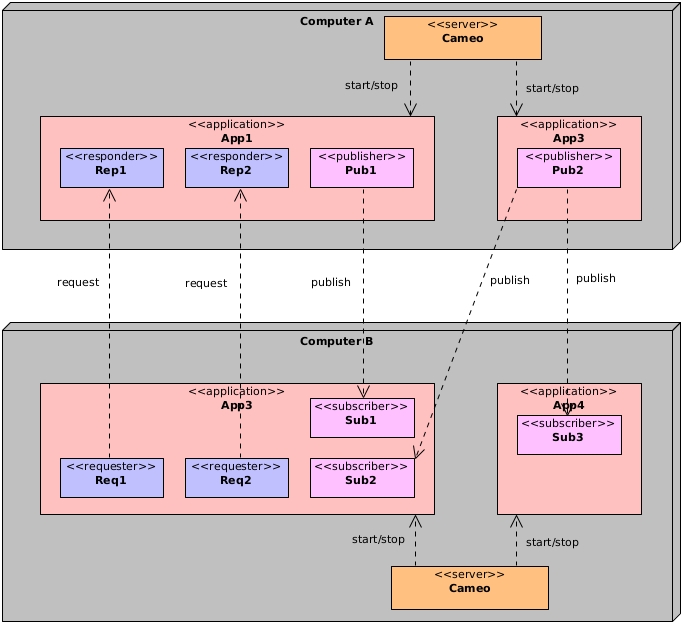 Computer A
<<server>>
Cameo
start/stop
start/stop
<<application>>
App1
<<application>>
App3
<<responder>>
Rep1
<<responder>>
Rep2
<<publisher>>
Pub1
<<publisher>>
Pub2
request
request
publish
publish
publish
Computer B
<<application>>
App3
<<application>>
App4
<<subscriber>>
Sub1
<<subscriber>>
Sub3
<<requester>>
Req1
<<requester>>
Req2
<<subscriber>>
Sub2
start/stop
start/stop
<<server>>
Cameo